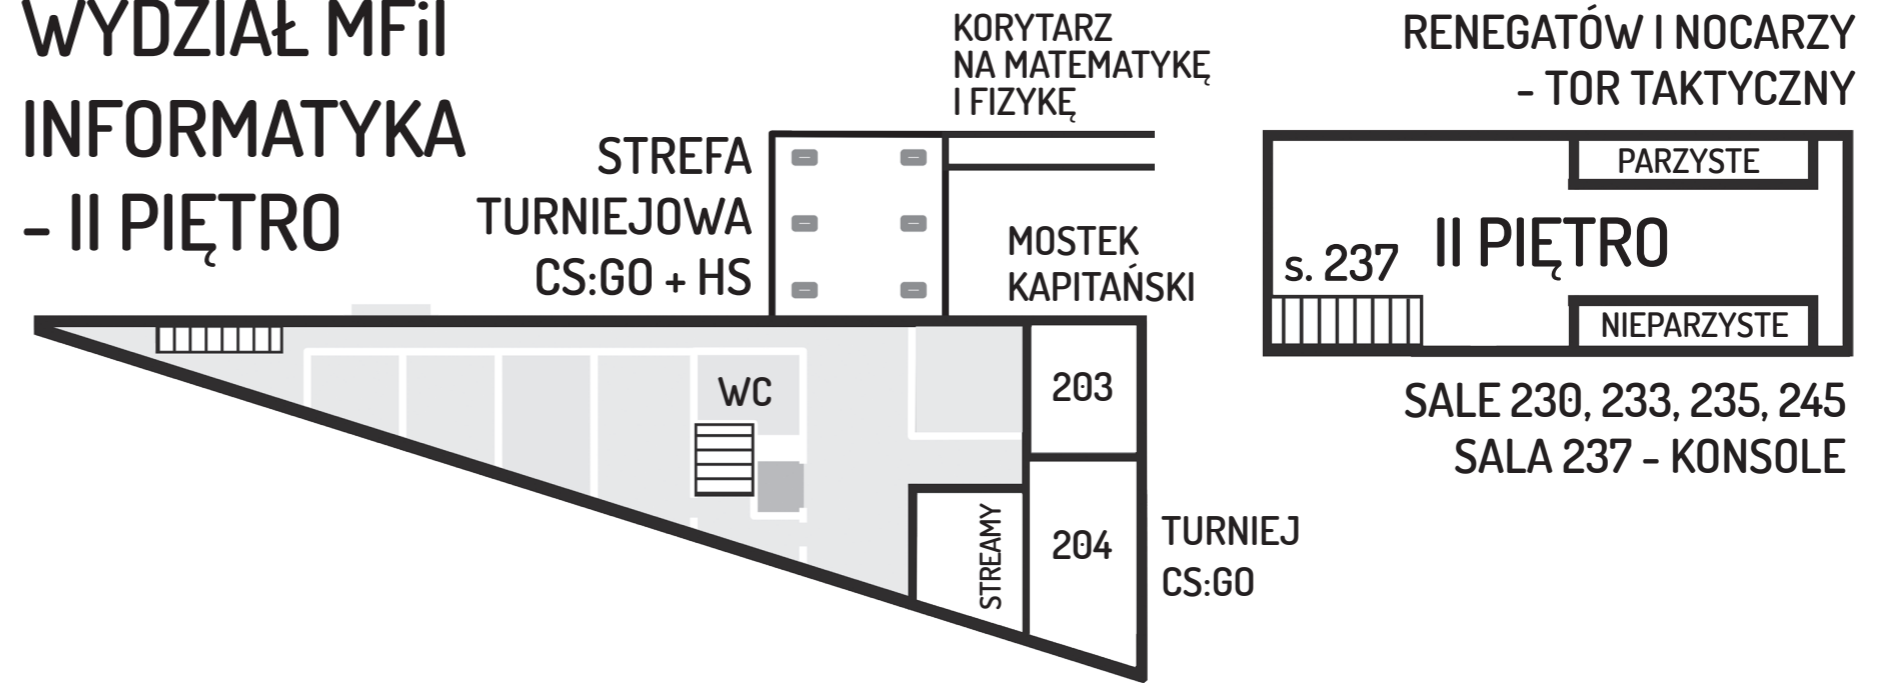 WYDZIAŁ MFiI
INFORMATYKA
- II PIĘTRO
STREFA
TURNIEJOWA
CS:GO + HS
KORYTARZ
NA MATEMATYKĘ
I FIZYKĘ
MOSTEK
KAPITAŃSKI
WC
203
204
STREAMY
TURNIEJ
CS:GO
RENEGATÓW I NOCARZY
- TOR TAKTYCZNY
PARZYSTE
II PIĘTRO
s. 237
NIEPARZYSTE
SALE 230, 233, 235, 245
SALA 237 - KONSOLE